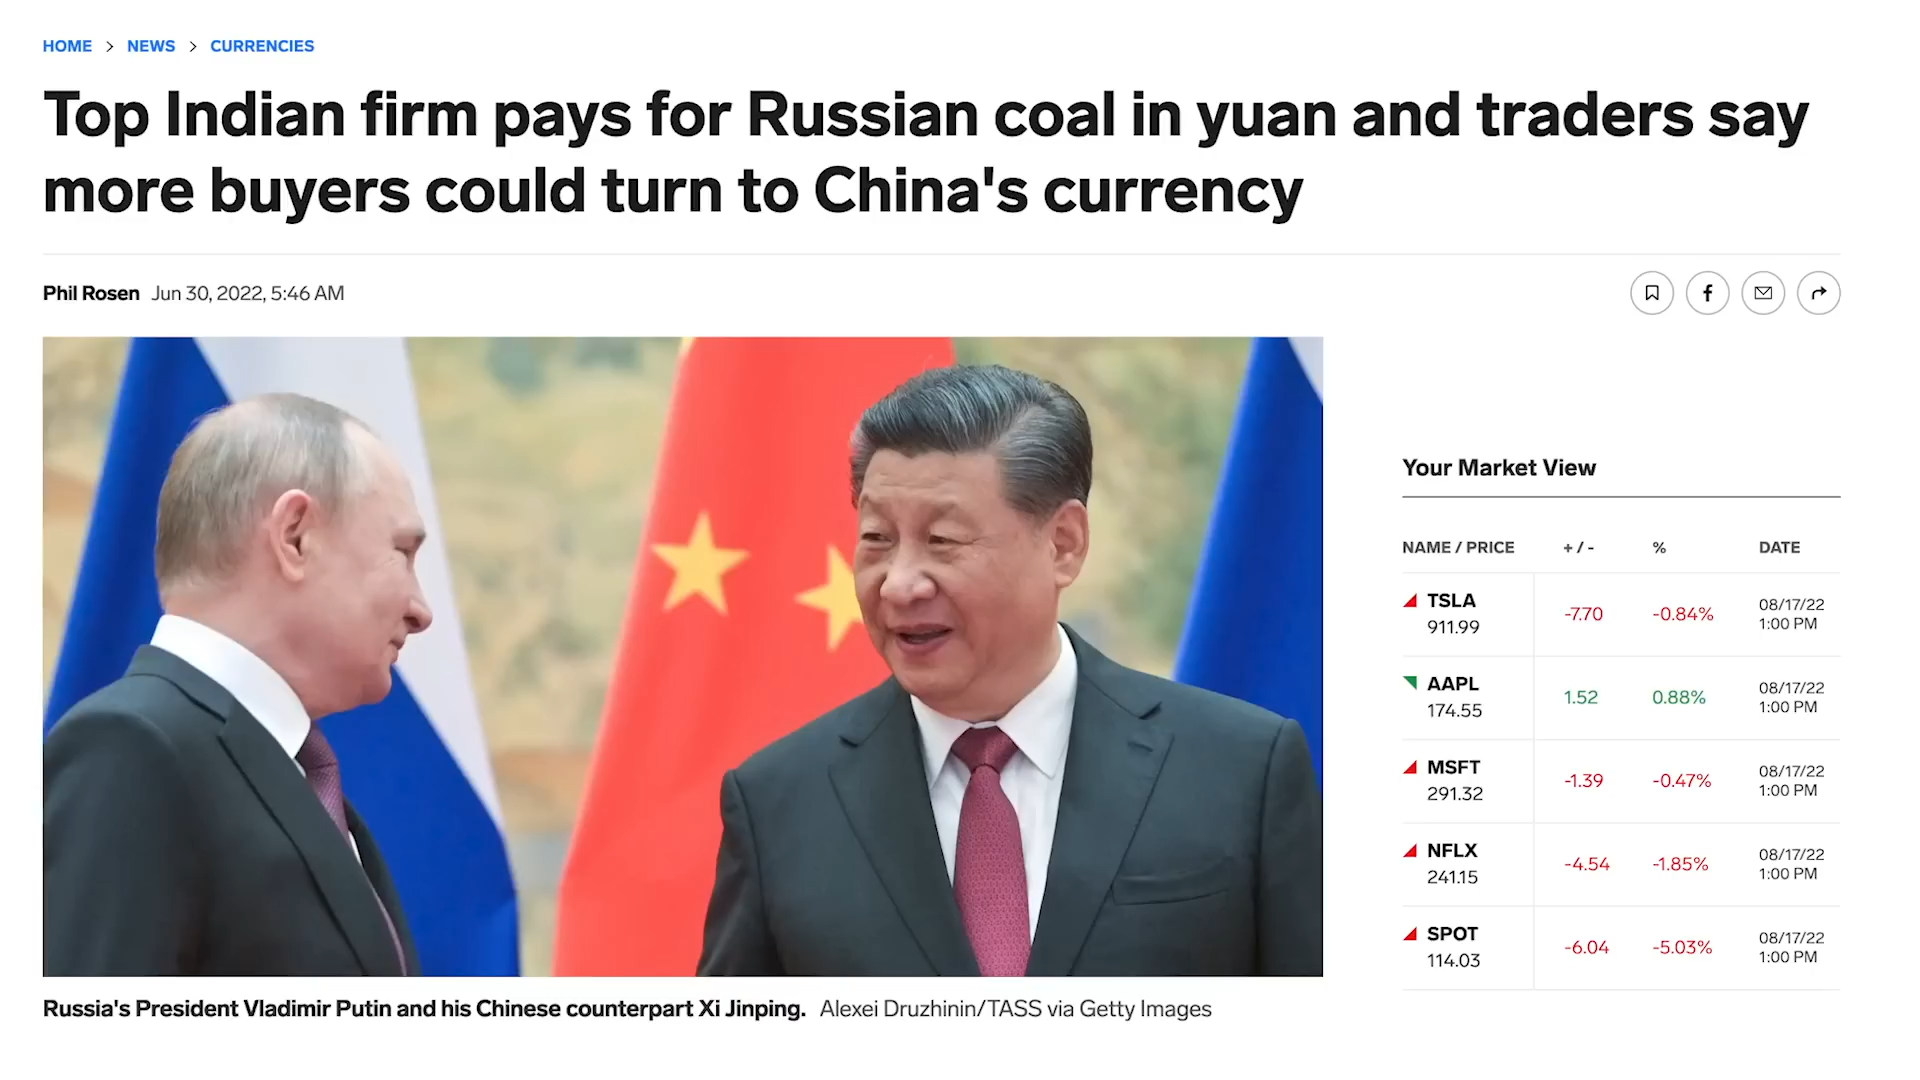 HOME > NEWS > CURRENCIES
Top Indian firm pays for Russian coal in yuan and traders say
more buyers could turn to China's currency
Phil Rosen Jun 30, 2022, 5:46 AM
Russia's President Vladimir Putin and his Chinese counterpart Xi Jinping. Alexei Druzhinin/TASS via Getty Images
Your Market View
NAME / PRICE + / - % DATE
TSLA
911.99
-7.70 -0.84%
08/17/22
1:00 PM
AAPL
174.55
1.52 0.88%
08/17/22
1:00 PM
MSFT
291.32
-1.39 -0.47%
08/17/22
1:00 PM
NFLX
241.15
-4.54 -1.85%
08/17/22
1:00 PM
SPOT
114.03
-6.04 -5.03%
08/17/22
1:00 PM